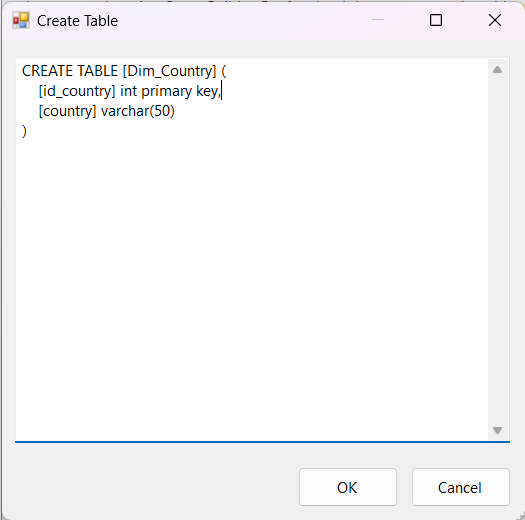 Create Table
CREATE TABLE [Dim_Country] (
    [id_country] int primary key,
    [country] varchar(50)
)
OK
Cancel